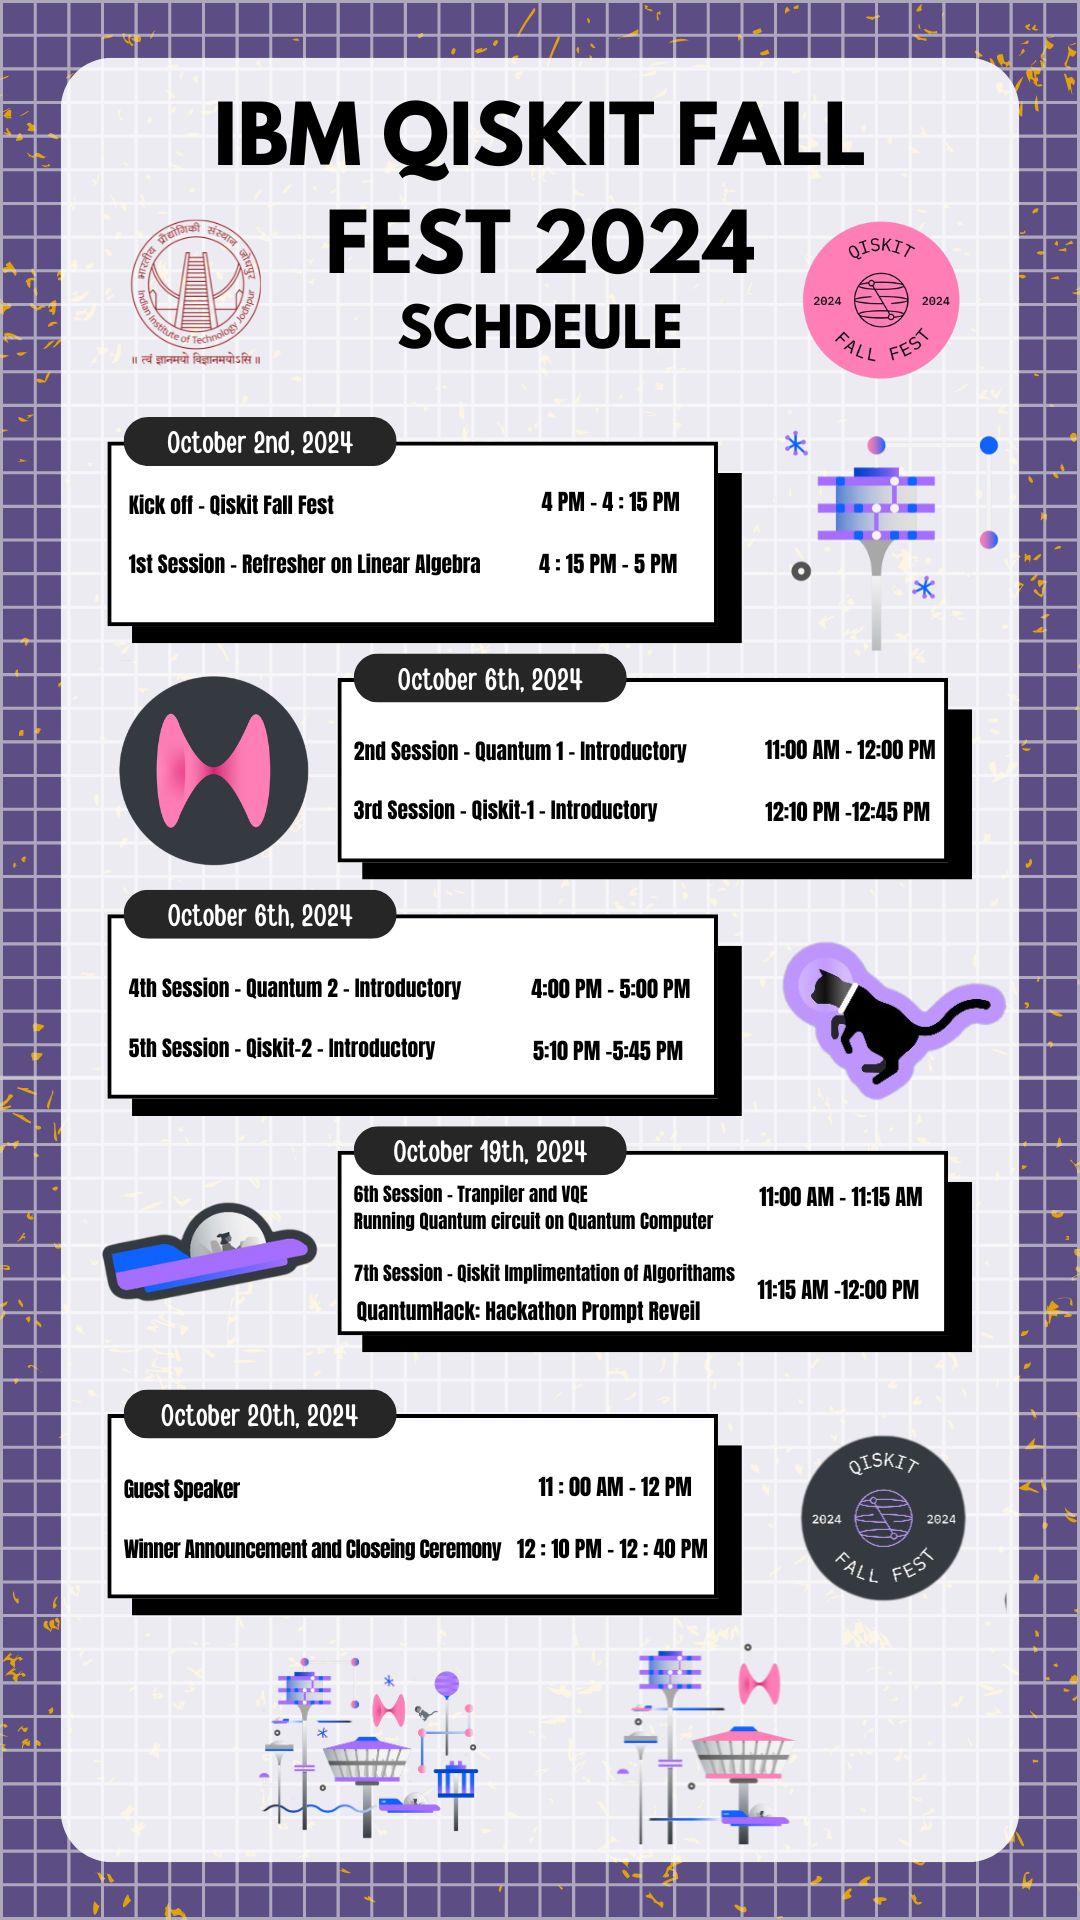 IBM QISKIT FALL
FEST 2024
SCHDEULE
भारतीय प्रौद्योगिकी संस्थान जोधपुर
Indian Institute of Technology Jodhpur
॥ त्वं ज्ञानमयो विज्ञानमयोऽसि ॥
QISKIT
2024 2024
FALL FEST
October 2nd, 2024
Kick off - Qiskit Fall Fest 4 PM - 4 : 15 PM
1st Session - Refresher on Linear Algebra 4 : 15 PM - 5 PM
October 6th, 2024
2nd Session - Quantum 1 - Introductory 11:00 AM - 12:00 PM
3rd Session - Qiskit-1 - Introductory 12:10 PM -12:45 PM
October 6th, 2024
4th Session - Quantum 2 - Introductory 4:00 PM - 5:00 PM
5th Session - Qiskit-2 - Introductory 5:10 PM -5:45 PM
October 19th, 2024
6th Session - Tranpiler and VQE 11:00 AM - 11:15 AM
Running Quantum circuit on Quantum Computer
7th Session - Qiskit Implimentation of Algorithams 11:15 AM -12:00 PM
QuantumHack: Hackathon Prompt Reveil
October 20th, 2024
Guest Speaker 11 : 00 AM - 12 PM
Winner Announcement and Closeing Ceremony 12 : 10 PM - 12 : 40 PM
QISKIT
2024 2024
FALL FEST